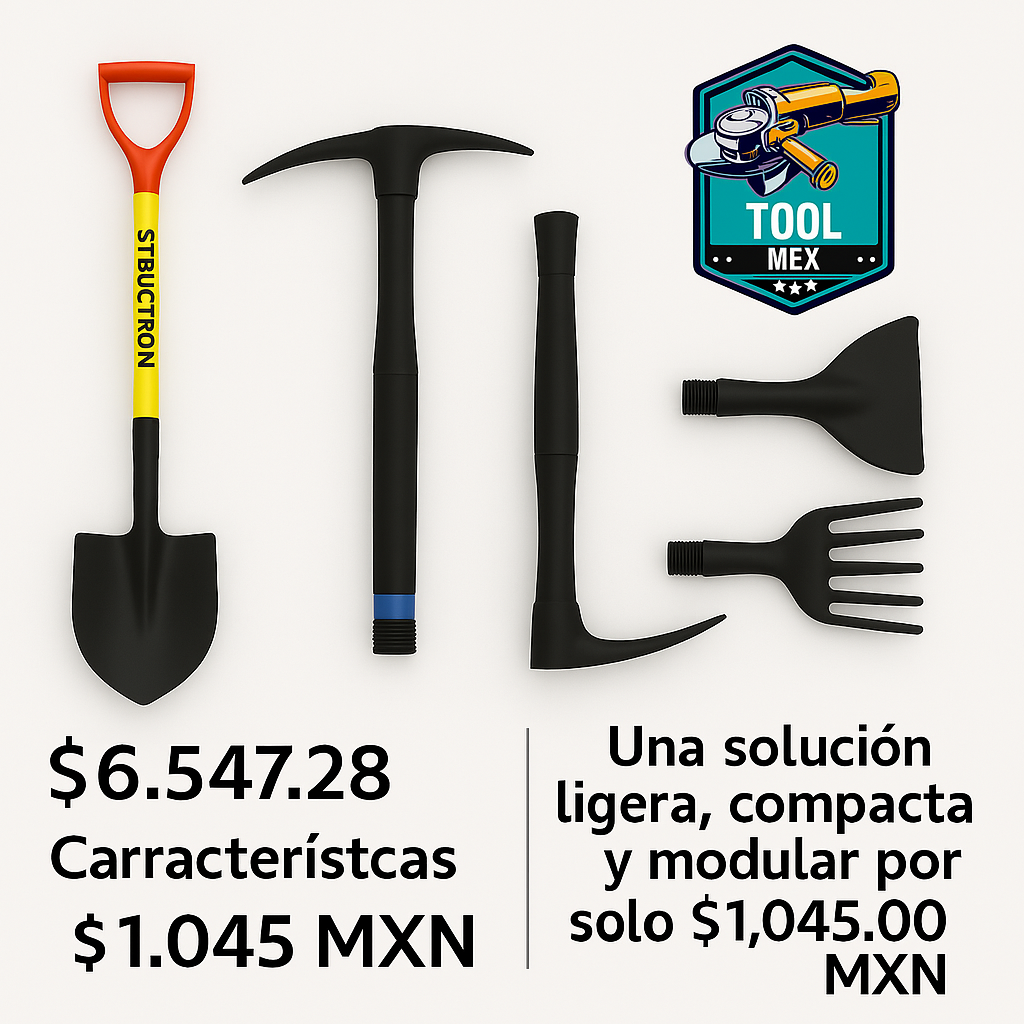 STBUCTRON
TOOL
MEX
$6.547.28
Carracterístcas
$1.045 MXN
Una solución
ligera, compacta
y modular por
solo $1,045.00
MXN